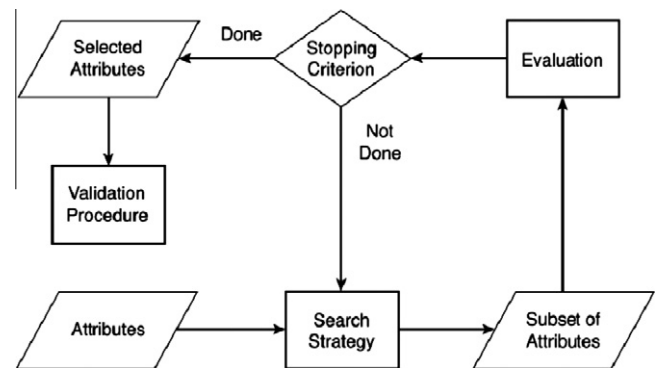 Selected
Attributes
Done
Stopping
Criterion
Evaluation
Not
Done
Validation
Procedure
Attributes
Search
Strategy
Subset of
Attributes